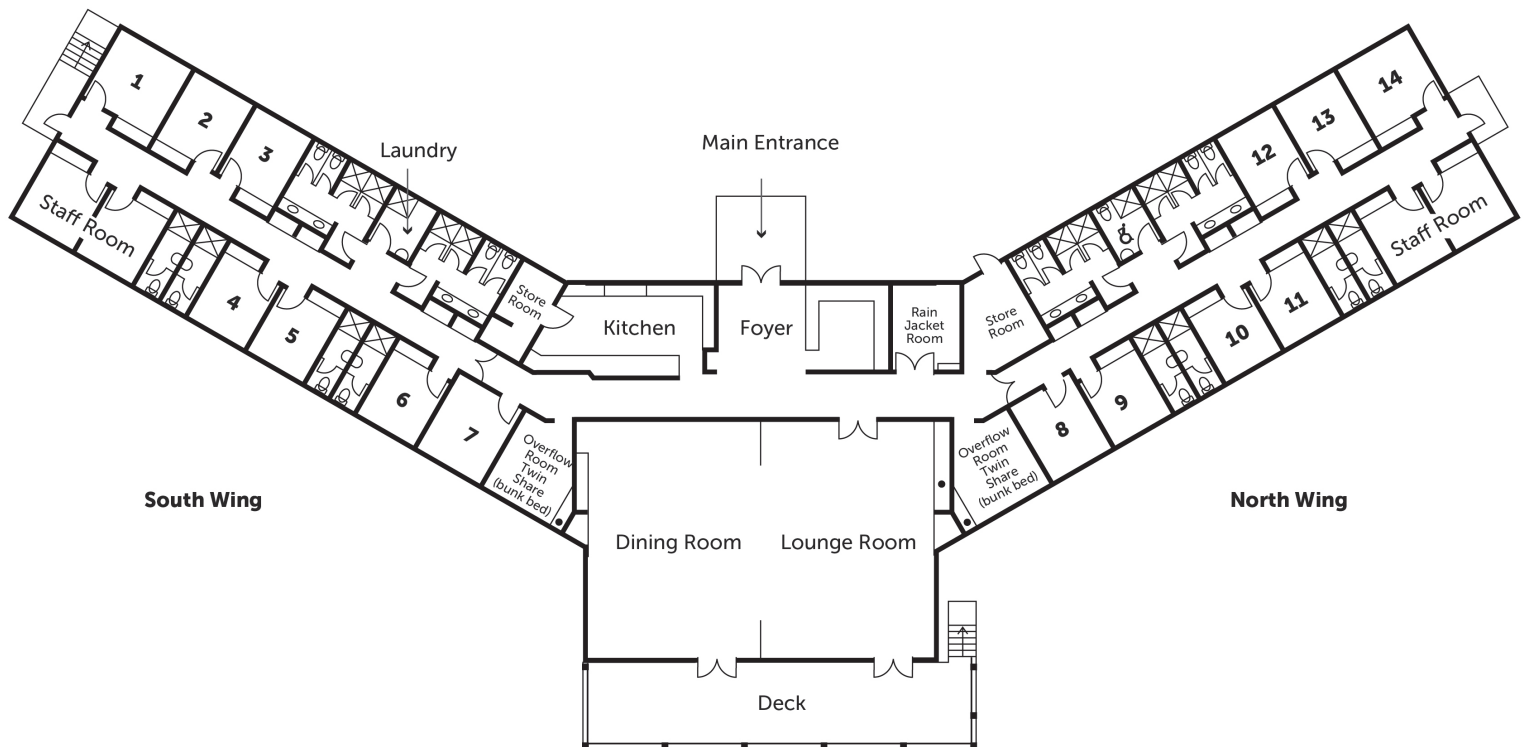 1
2
3
Laundry
Main Entrance
14
13
12
Staff Room
4
5
6
7
Store
Room
Kitchen
Foyer
Rain
Jacket
Room
Store
Room
11
10
9
8
Staff Room
Overflow
Room
Twin
Share
(bunk bed)
Overflow
Room
Twin
Share
(bunk bed)
South Wing
North Wing
Dining Room
Lounge Room
Deck